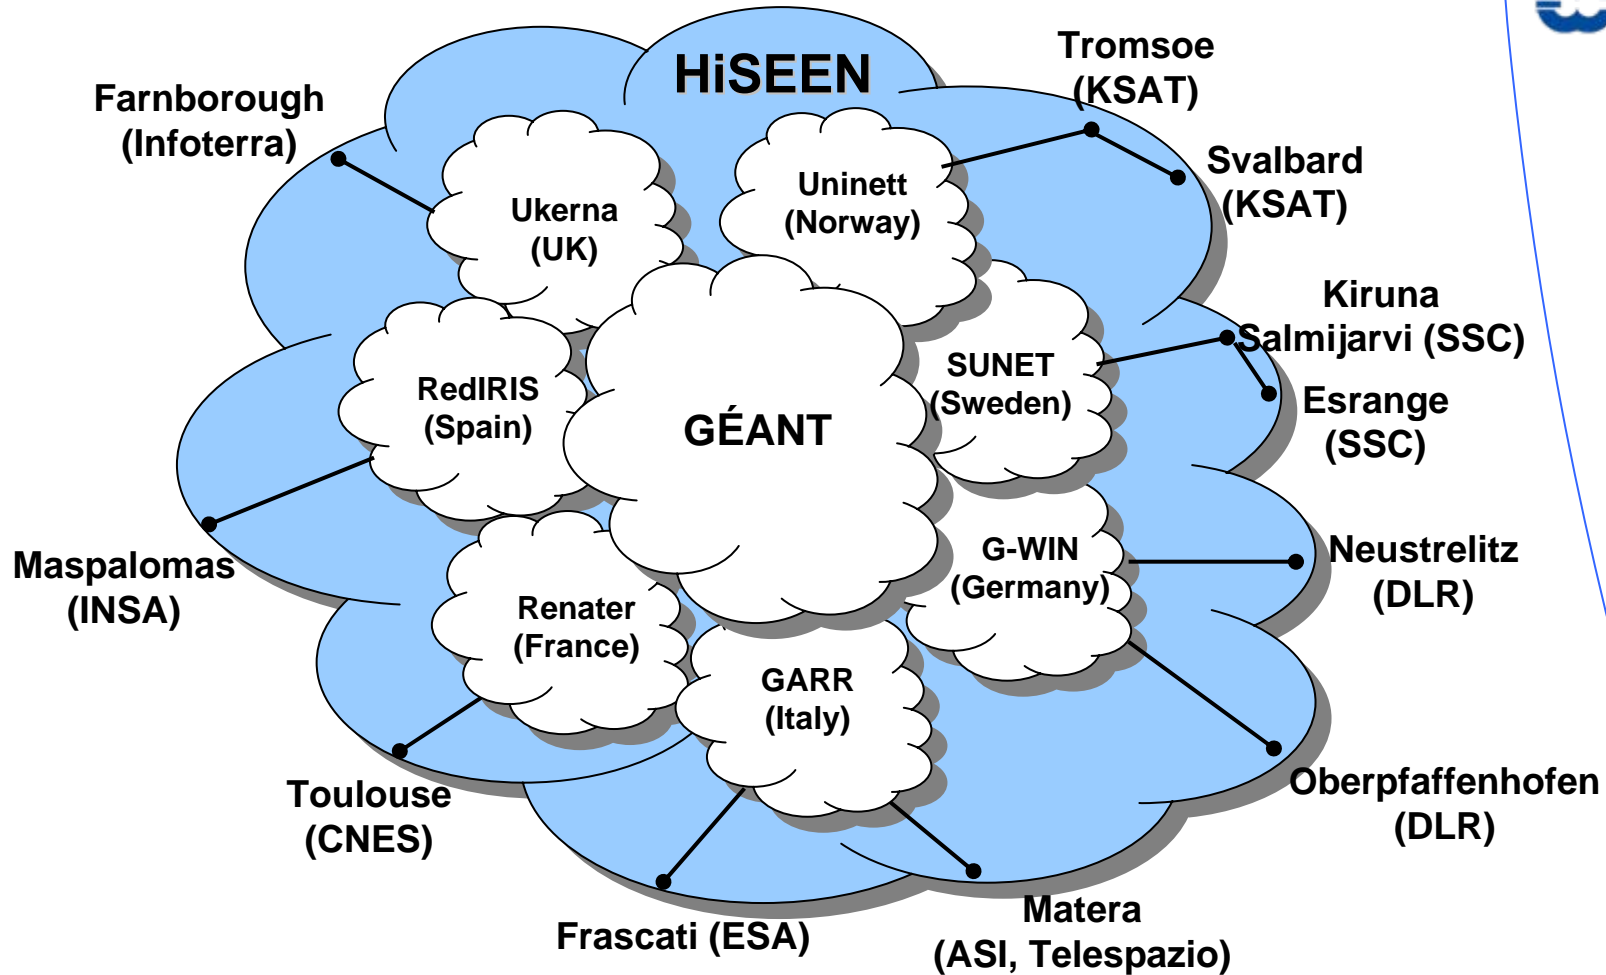 HiSEEN
Tromsoe
(KSAT)
Farnborough
(Infoterra)
Svalbard
(KSAT)
Uninett
(Norway)
Ukerna
(UK)
Kiruna
Salmijarvi (SSC)
SUNET
(Sweden)
RedIRIS
(Spain)
Esrange
(SSC)
GÉANT
G-WIN
(Germany)
Neustrelitz
(DLR)
Maspalomas
(INSA)
Renater
(France)
GARR
(Italy)
Toulouse
(CNES)
Oberpfaffenhofen
(DLR)
Frascati (ESA)
Matera
(ASI, Telespazio)